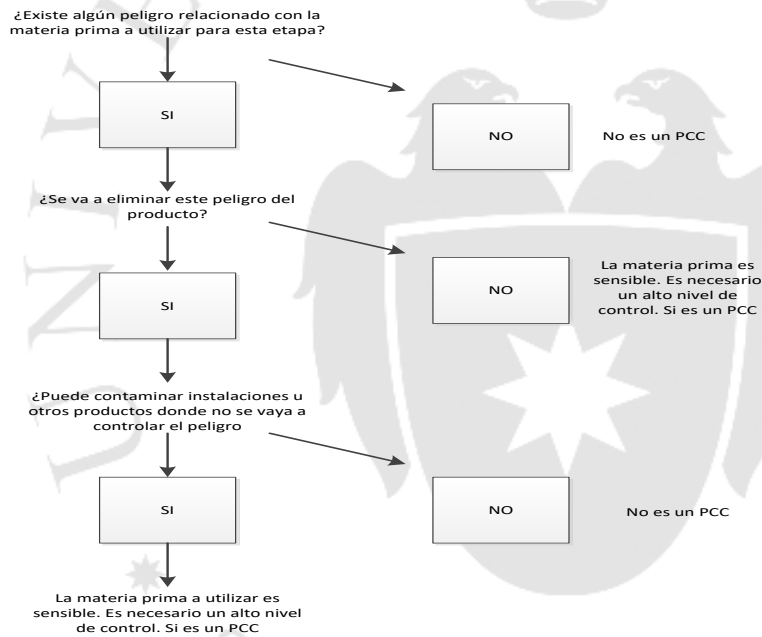 ¿Existe algún peligro relacionado con la
materia prima a utilizar para esta etapa?
SI
NO
No es un PCC
¿Se va a eliminar este peligro del
producto?
SI
NO
La materia prima es
sensible. Es necesario
un alto nivel de
control. Si es un PCC
¿Puede contaminar instalaciones u
otros productos donde no se vaya a
controlar el peligro
SI
NO
No es un PCC
La materia prima a utilizar es
sensible. Es necesario un alto nivel
de control. Si es un PCC